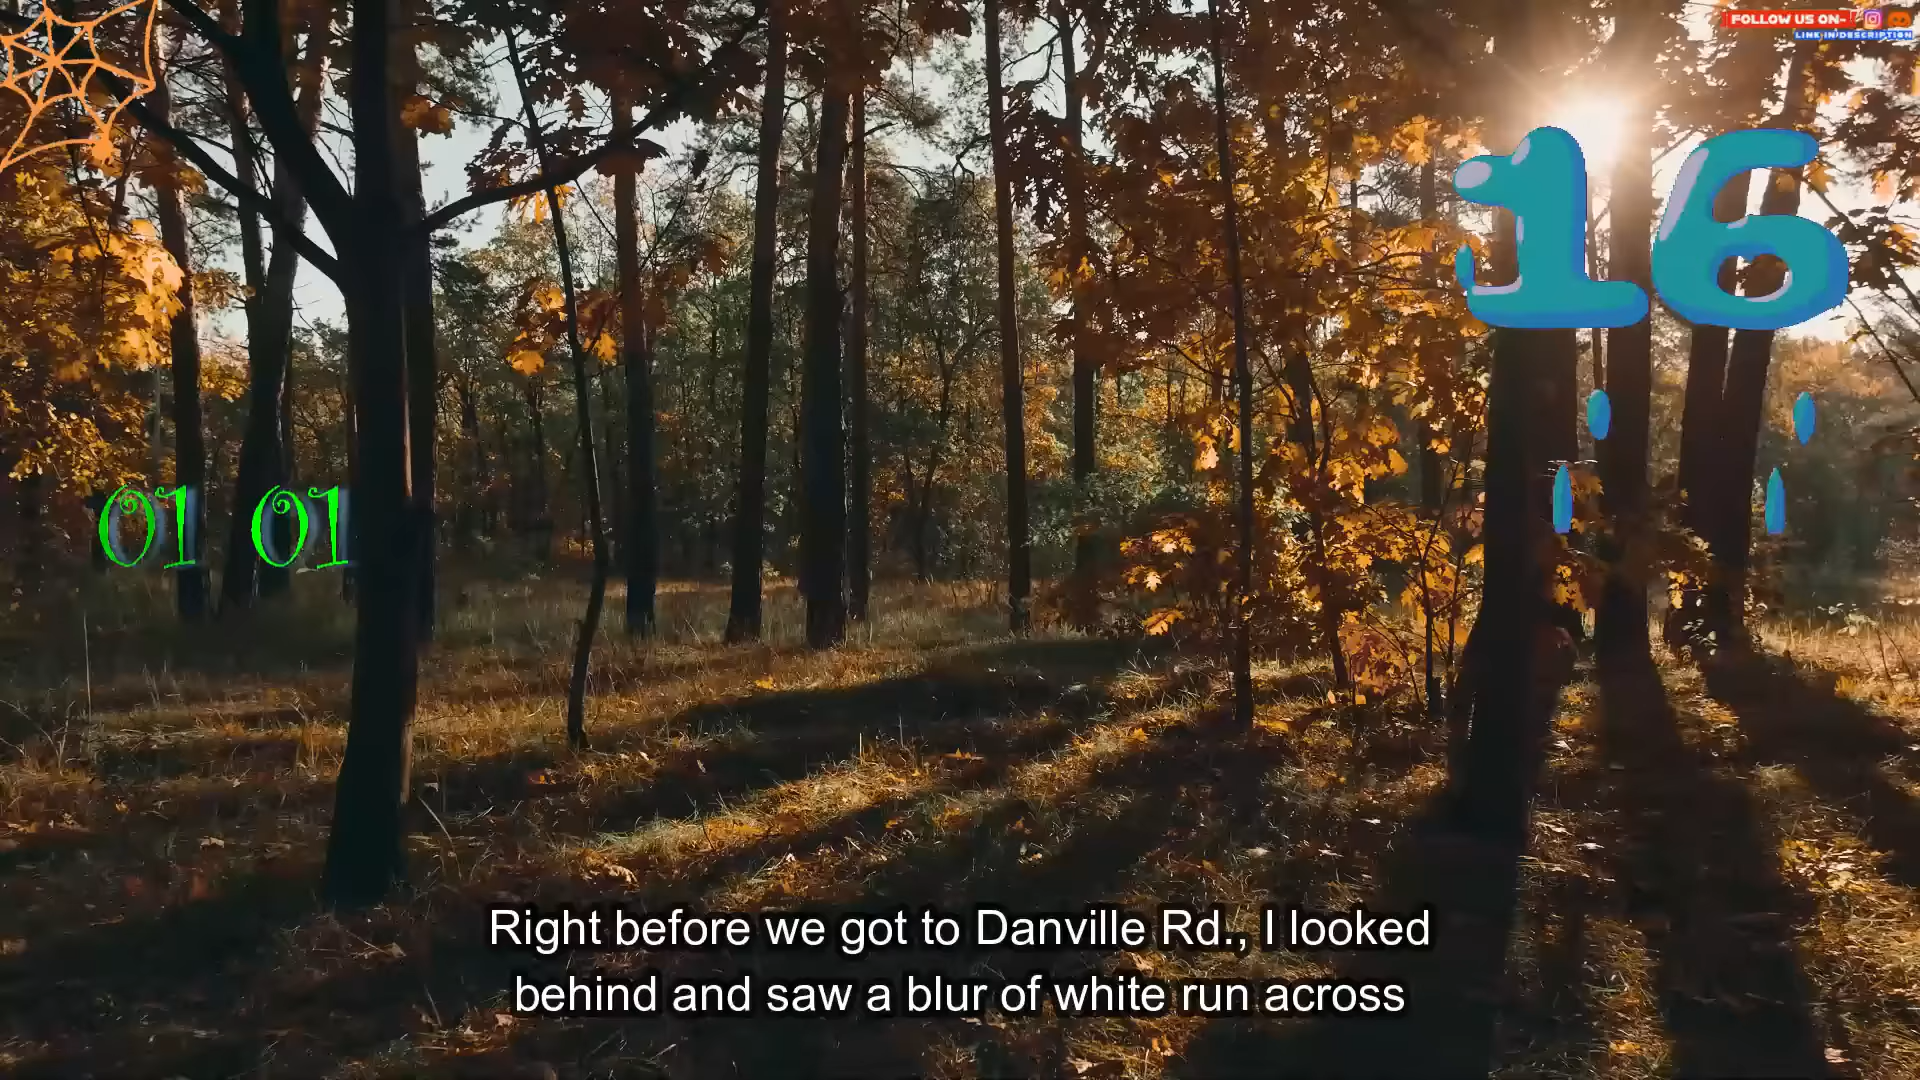 FOLLOW US ON-
LINK IN DESCRIPTION
16
01 01
Right before we got to Danville Rd., I looked
behind and saw a blur of white run across